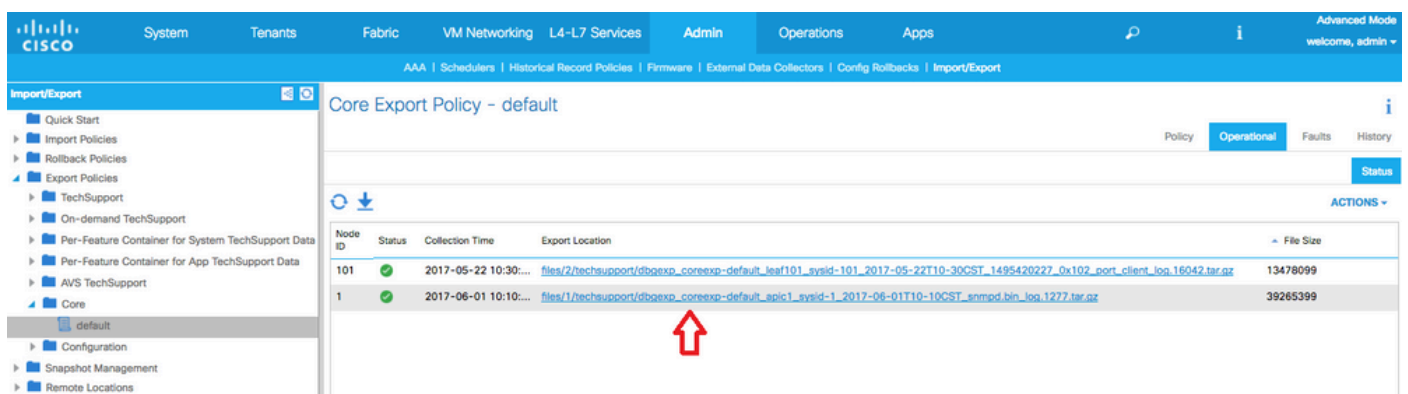 CISCO
System Tenants Fabric VM Networking L4-L7 Services Admin Operations Apps i Advanced Mode
welcome, admin
AAA | Schedulers | Historical Record Policies | Firmware | External Data Collectors | Config Rollbacks | Import/Export
Import/Export
Quick Start
Import Policies
Rollback Policies
Export Policies
TechSupport
On-demand TechSupport
Per-Feature Container for System TechSupport Data
Per-Feature Container for App TechSupport Data
AVS TechSupport
Core
default
Configuration
Snapshot Management
Remote Locations
Core Export Policy - default i
Policy Operational Faults History
Status
ACTIONS
Node ID Status Collection Time Export Location File Size
101 2017-05-22 10:30:... files/2/techsupport/dbgexp_coreexp-default_leaf101_sysid-101_2017-05-22T10-30CST_1495420227_0x102_port_client_log.16042.tar.gz 13478099
1 2017-06-01 10:10:... files/1/techsupport/dbgexp_coreexp-default_apic1_sysid-1_2017-06-01T10-10CST_snmpd.bin_log.1277.tar.gz 39265399